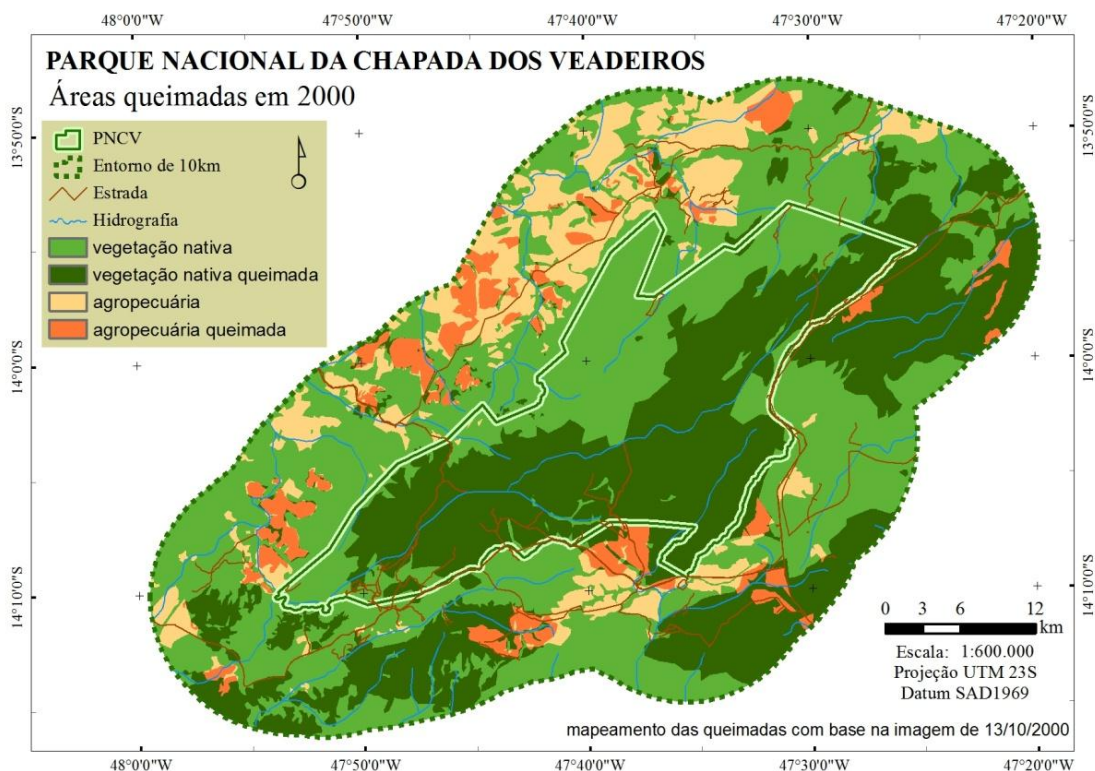 48°0'0"W 47°50'0"W 47°40'0"W 47°30'0"W 47°20'0"W
PARQUE NACIONAL DA CHAPADA DOS VEADEIROS
Áreas queimadas em 2000
PNCV
Entorno de 10km
Estrada
Hidrografia
vegetação nativa
vegetação nativa queimada
agropecuária
agropecuária queimada
13°50'0"S
14°0'0"S
14°10'0"S
13°50'0"S
14°0'0"S
14°10'0"S
0 3 6 12
km
Escala: 1:600.000
Projeção UTM 23S
Datum SAD1969
mapeamento das queimadas com base na imagem de 13/10/2000
48°0'0"W 47°50'0"W 47°40'0"W 47°30'0"W 47°20'0"W